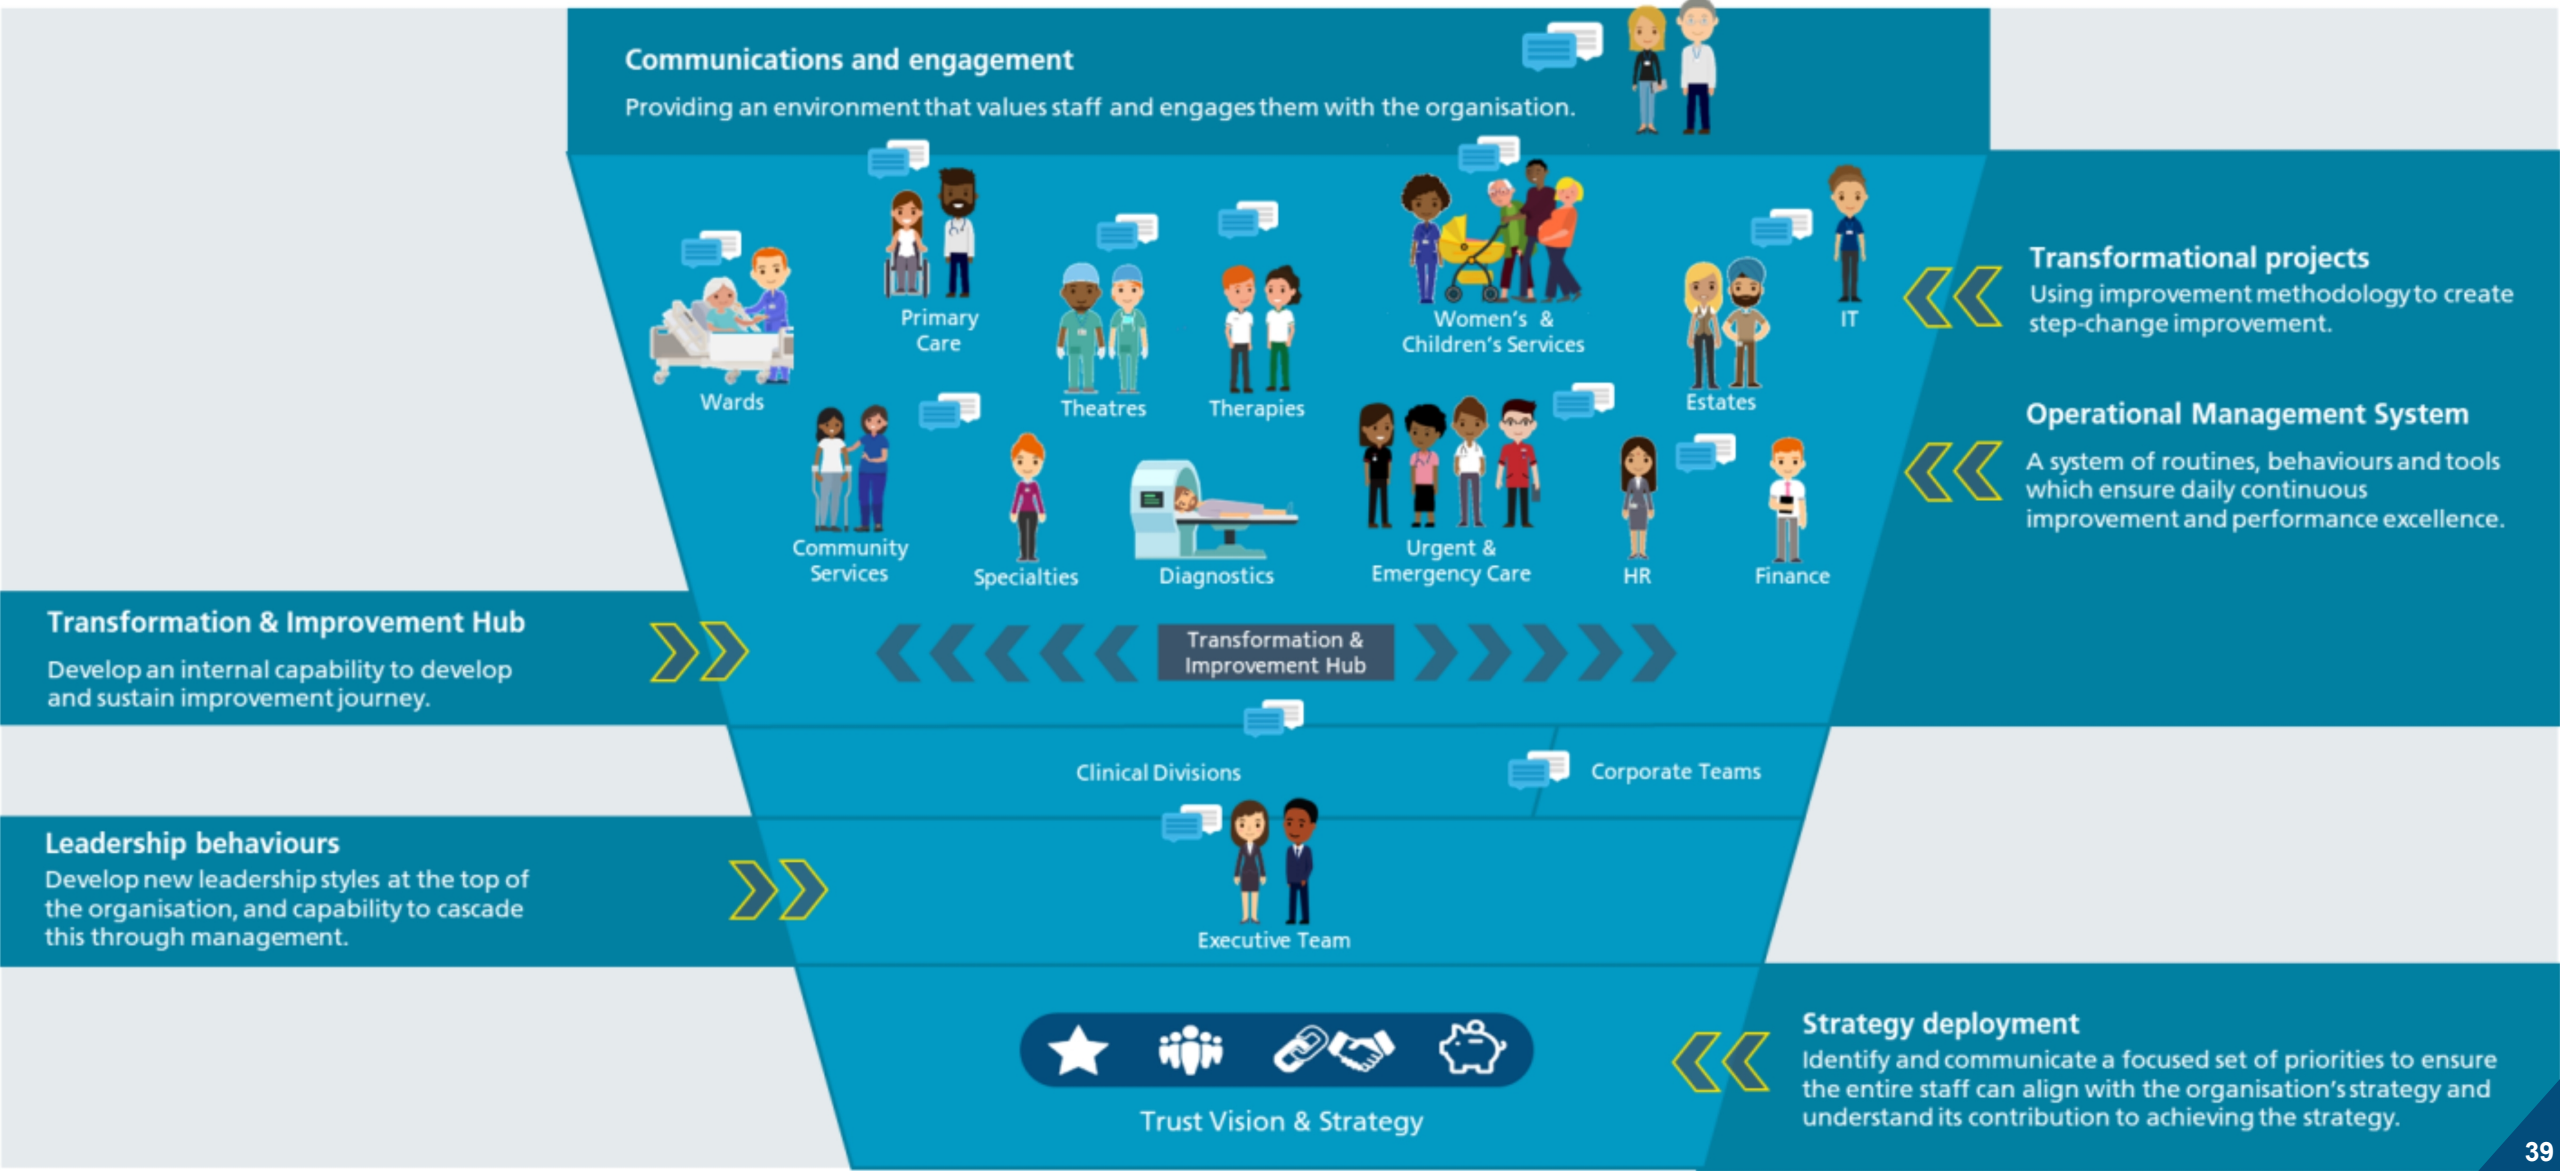 Communications and engagement
Providing an environment that values staff and engages them with the organisation.
Primary
Care
Wards
Theatres
Therapies
Women's &
Children's Services
Estates
IT
Community
Services
Specialties
Diagnostics
Urgent &
Emergency Care
HR
Finance
Transformational projects
Using improvement methodology to create
step-change improvement.
Operational Management System
A system of routines, behaviours and tools
which ensure daily continuous
improvement and performance excellence.
Transformation & Improvement Hub
Develop an internal capability to develop
and sustain improvement journey.
Transformation &
Improvement Hub
Clinical Divisions
Corporate Teams
Leadership behaviours
Develop new leadership styles at the top of
the organisation, and capability to cascade
this through management.
Executive Team
Trust Vision & Strategy
Strategy deployment
Identify and communicate a focused set of priorities to ensure
the entire staff can align with the organisation's strategy and
understand its contribution to achieving the strategy.
39